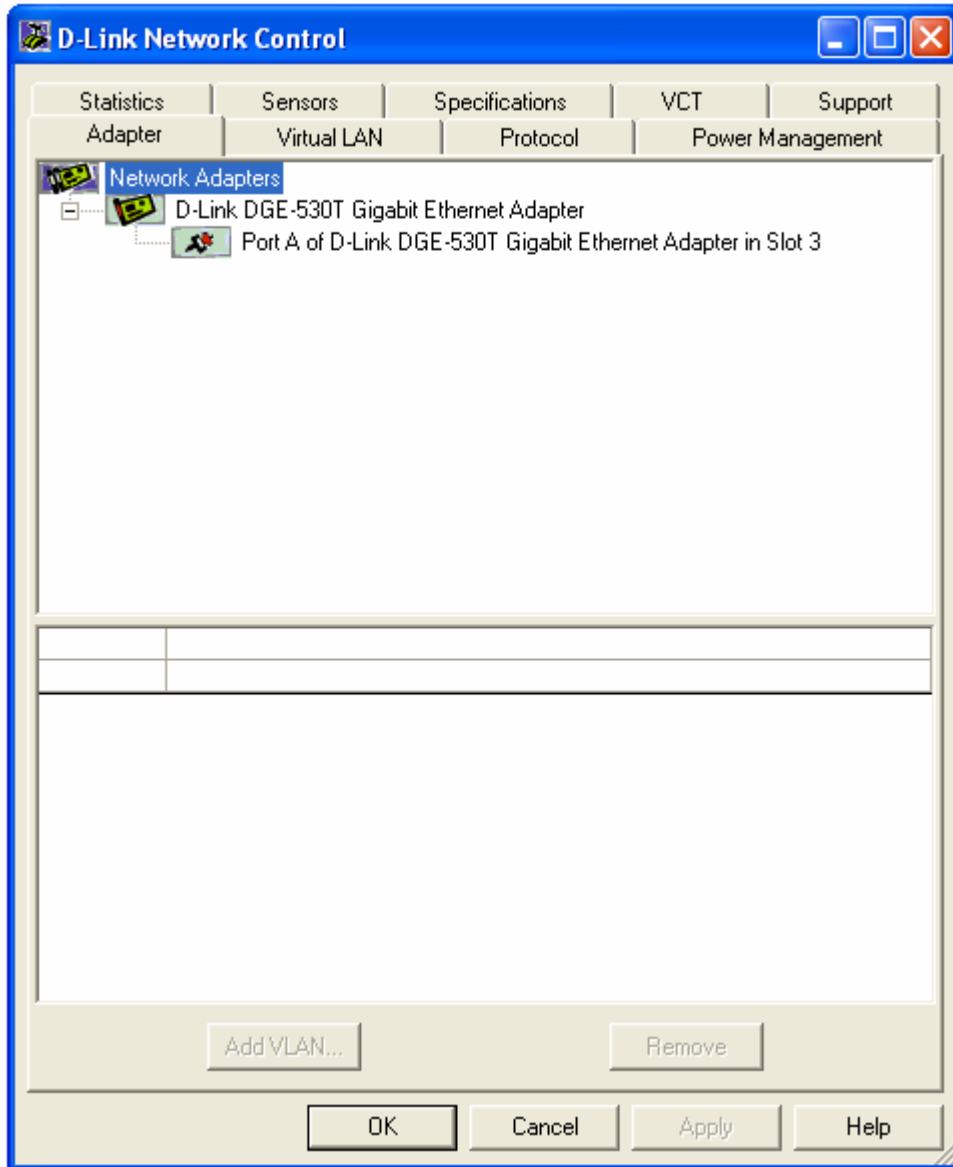 D-Link Network Control
Statistics Sensors Specifications VCT Support
Adapter Virtual LAN Protocol Power Management
Network Adapters
D-Link DGE-530T Gigabit Ethernet Adapter
Port A of D-Link DGE-530T Gigabit Ethernet Adapter in Slot 3
Add VLAN... Remove
OK Cancel Apply Help